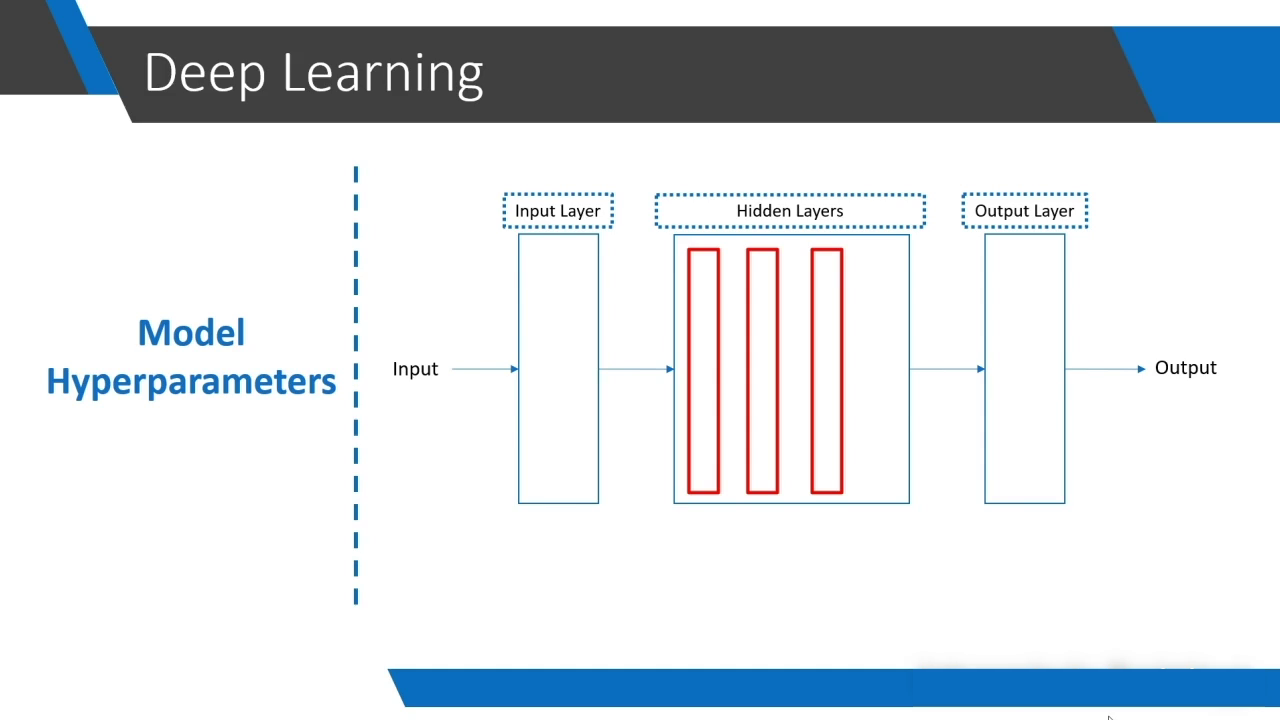 Deep Learning
Model
Hyperparameters
Input Layer
Hidden Layers
Output Layer
Input
Output